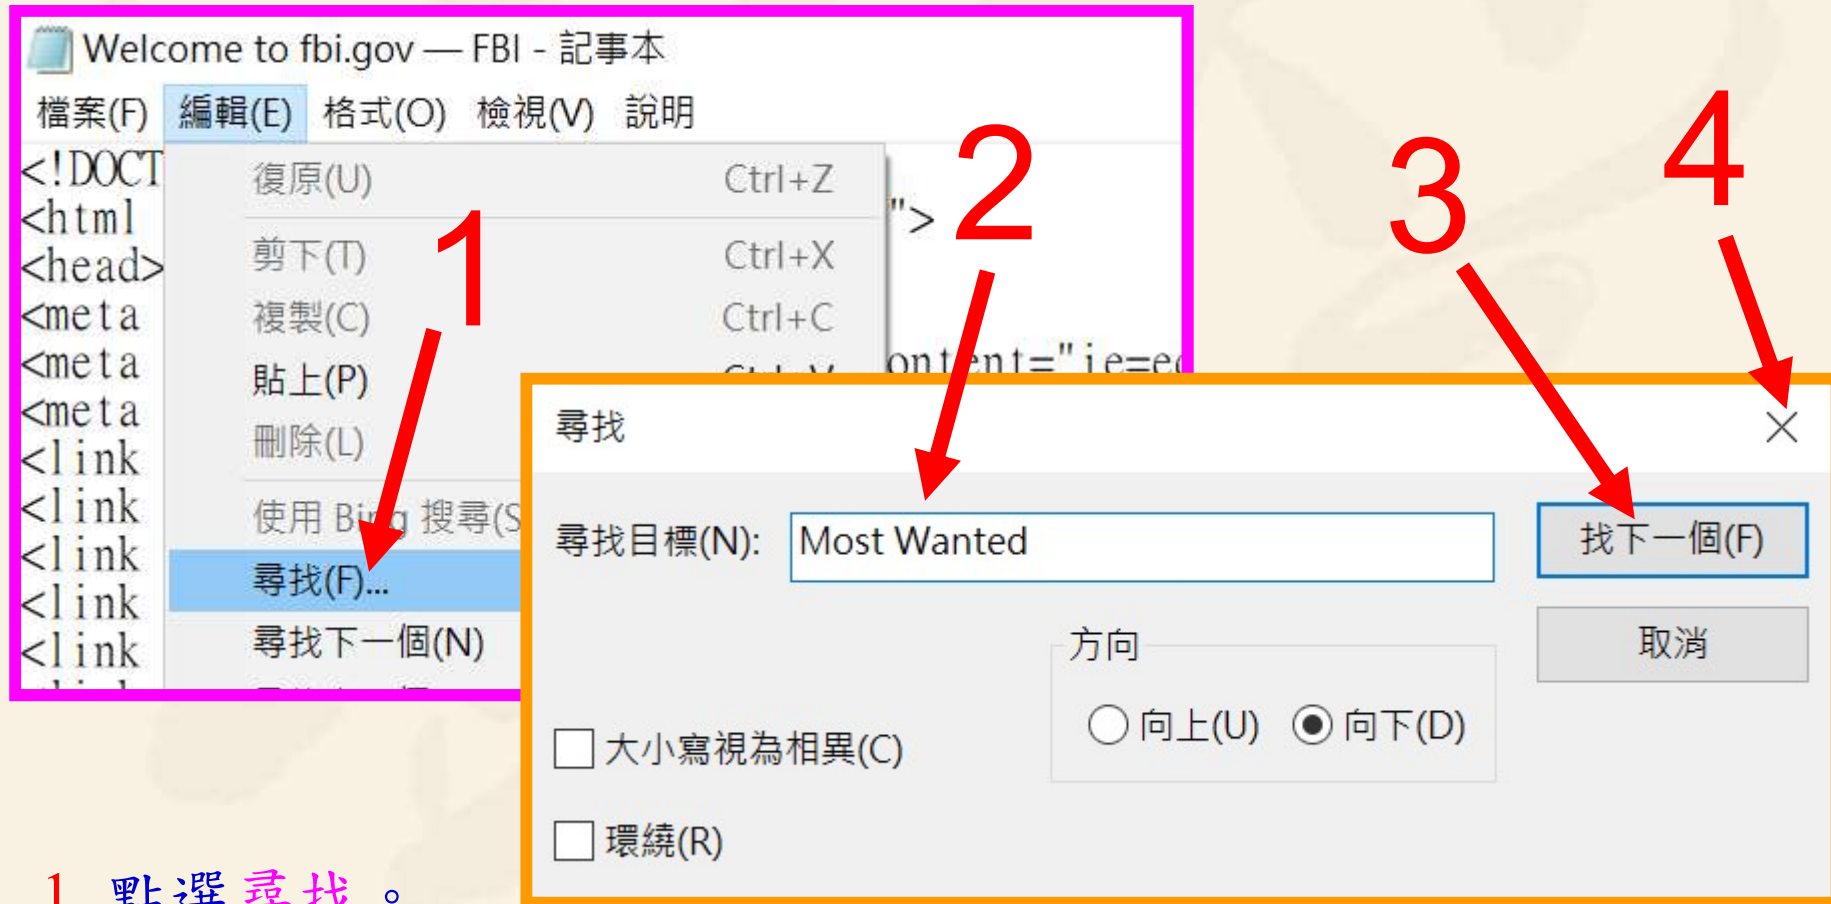 Welcome to fbi.gov — FBI - 記事本
檔案(F) 編輯(E) 格式(O) 檢視(V) 說明
<!DOCT
<html ">
<head>
<meta
<meta ontent="ie=e
<meta
<link
<link
<link
<link
<link
復原(U) Ctrl+Z
剪下(T) Ctrl+X
複製(C) Ctrl+C
貼上(P) Ctrl+V
刪除(L)
使用 Bing 搜尋(S
尋找(F)...
尋找下一個(N)
1
2
3
4
尋找
尋找目標(N): Most Wanted 找下一個(F)
取消
方向
向上(U) 向下(D)
大小寫視為相異(C)
環繞(R)
1 點選尋找。